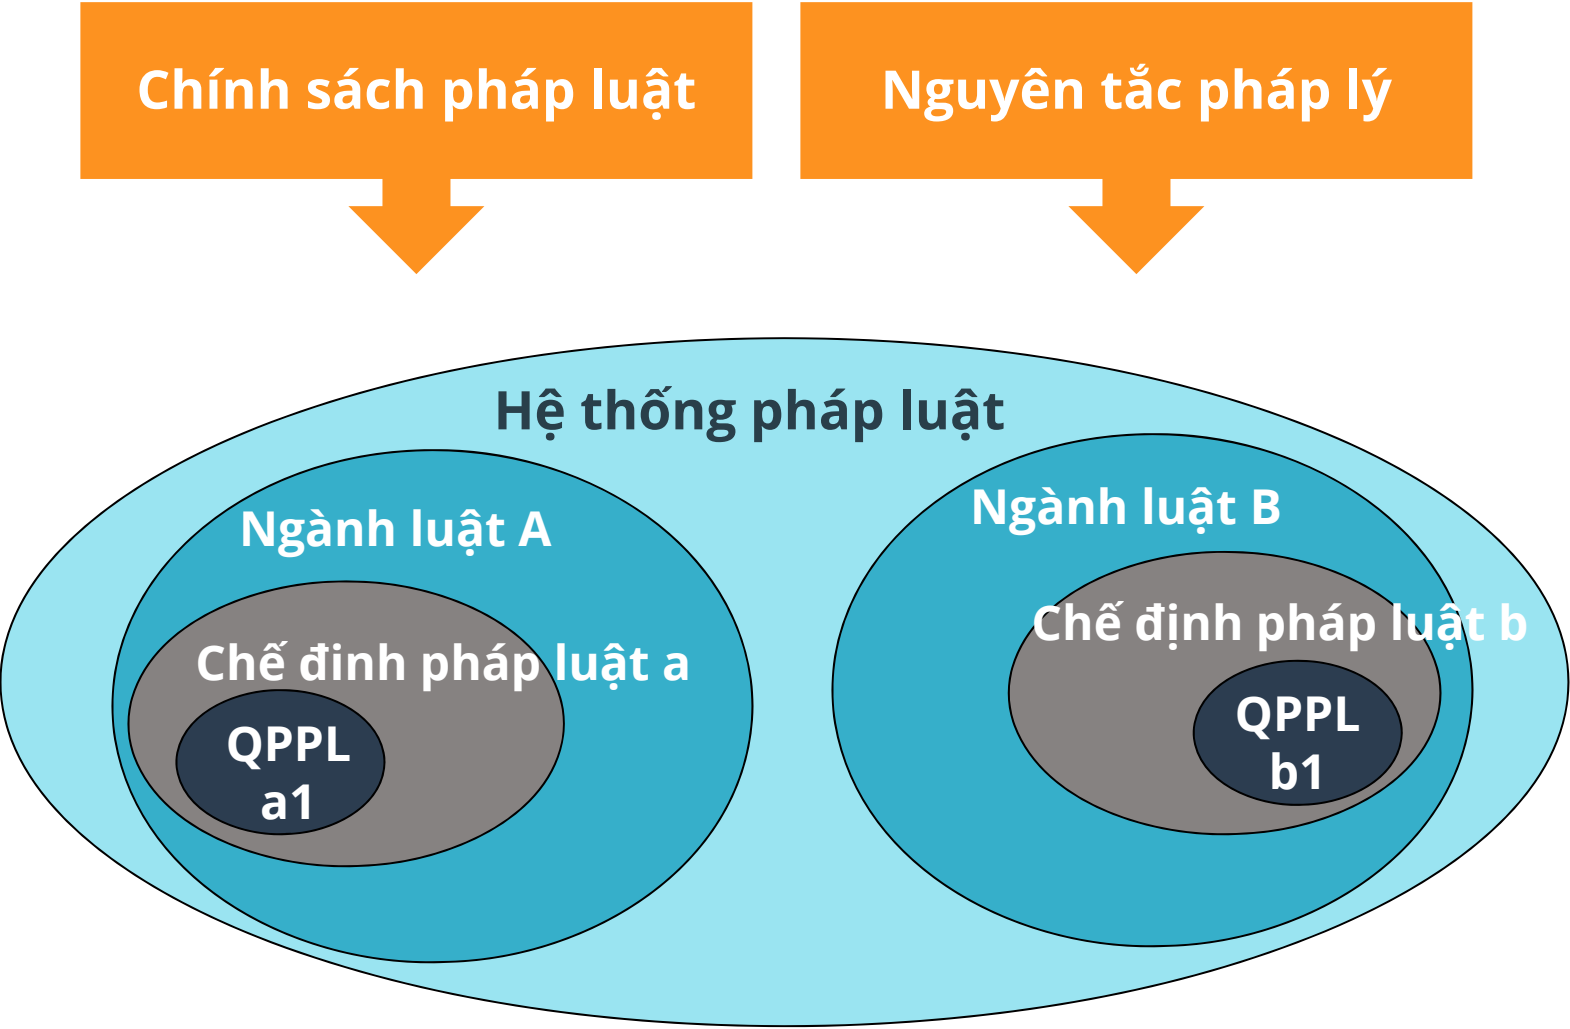 Chính sách pháp luật
Nguyên tắc pháp lý
Hệ thống pháp luật
Ngành luật A
Ngành luật B
Chế đinh pháp luật a
Chế định pháp luật b
QPPL
a1
QPPL
b1